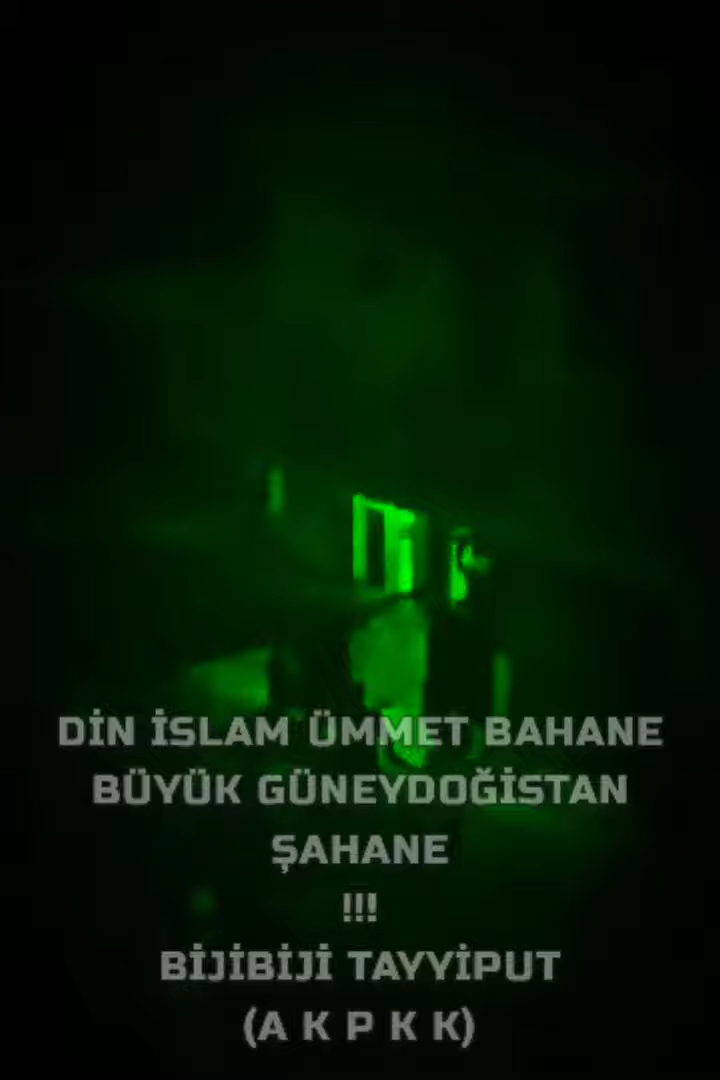 DİN İSLAM ÜMMET BAHANE
BÜYÜK GÜNEYDOĞİSTAN
ŞAHANE
!!!
BİJİBİJİ TAYYİPUT
(A K P K K)